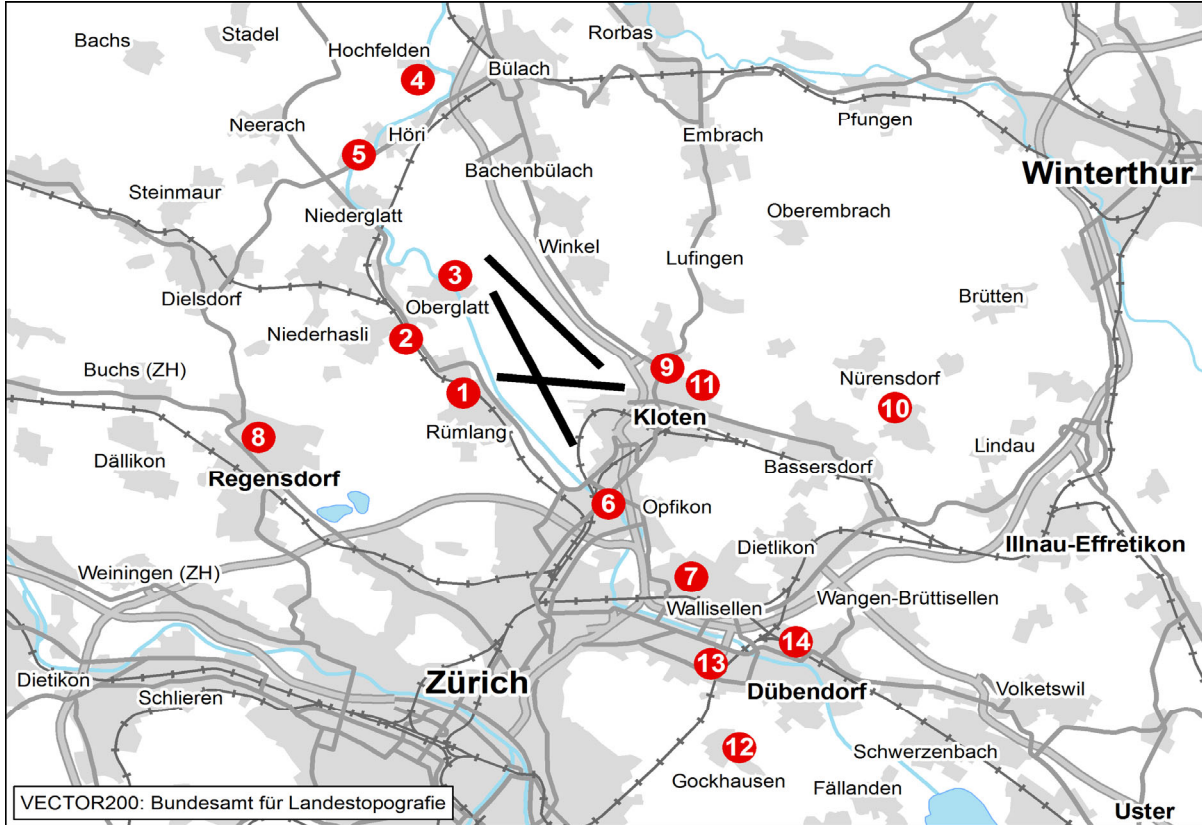 Stadel
Rorbas
Bachs
Hochfelden
Bülach
4
Pfungen
Neerach
Höri
Embrach
5
Bachenbülach
Winterthur
Steinmaur
Oberembrach
Niederglatt
Winkel
Lufingen
3
Dielsdorf
Oberglatt
Brütten
Niederhasli
2
Buchs (ZH)
9
11
Nürensdorf
1
10
Kloten
Rümlang
8
Lindau
Dällikon
Bassersdorf
Regensdorf
6
Opfikon
Dietlikon
Illnau-Effretikon
Weiningen (ZH)
7
Wangen-Brüttisellen
Wallisellen
14
13
Dietikon
Zürich
Volketswil
Schlieren
Dübendorf
12
Schwerzenbach
Gockhausen
Fällanden
VECTOR200: Bundesamt für Landestopografie
Uster